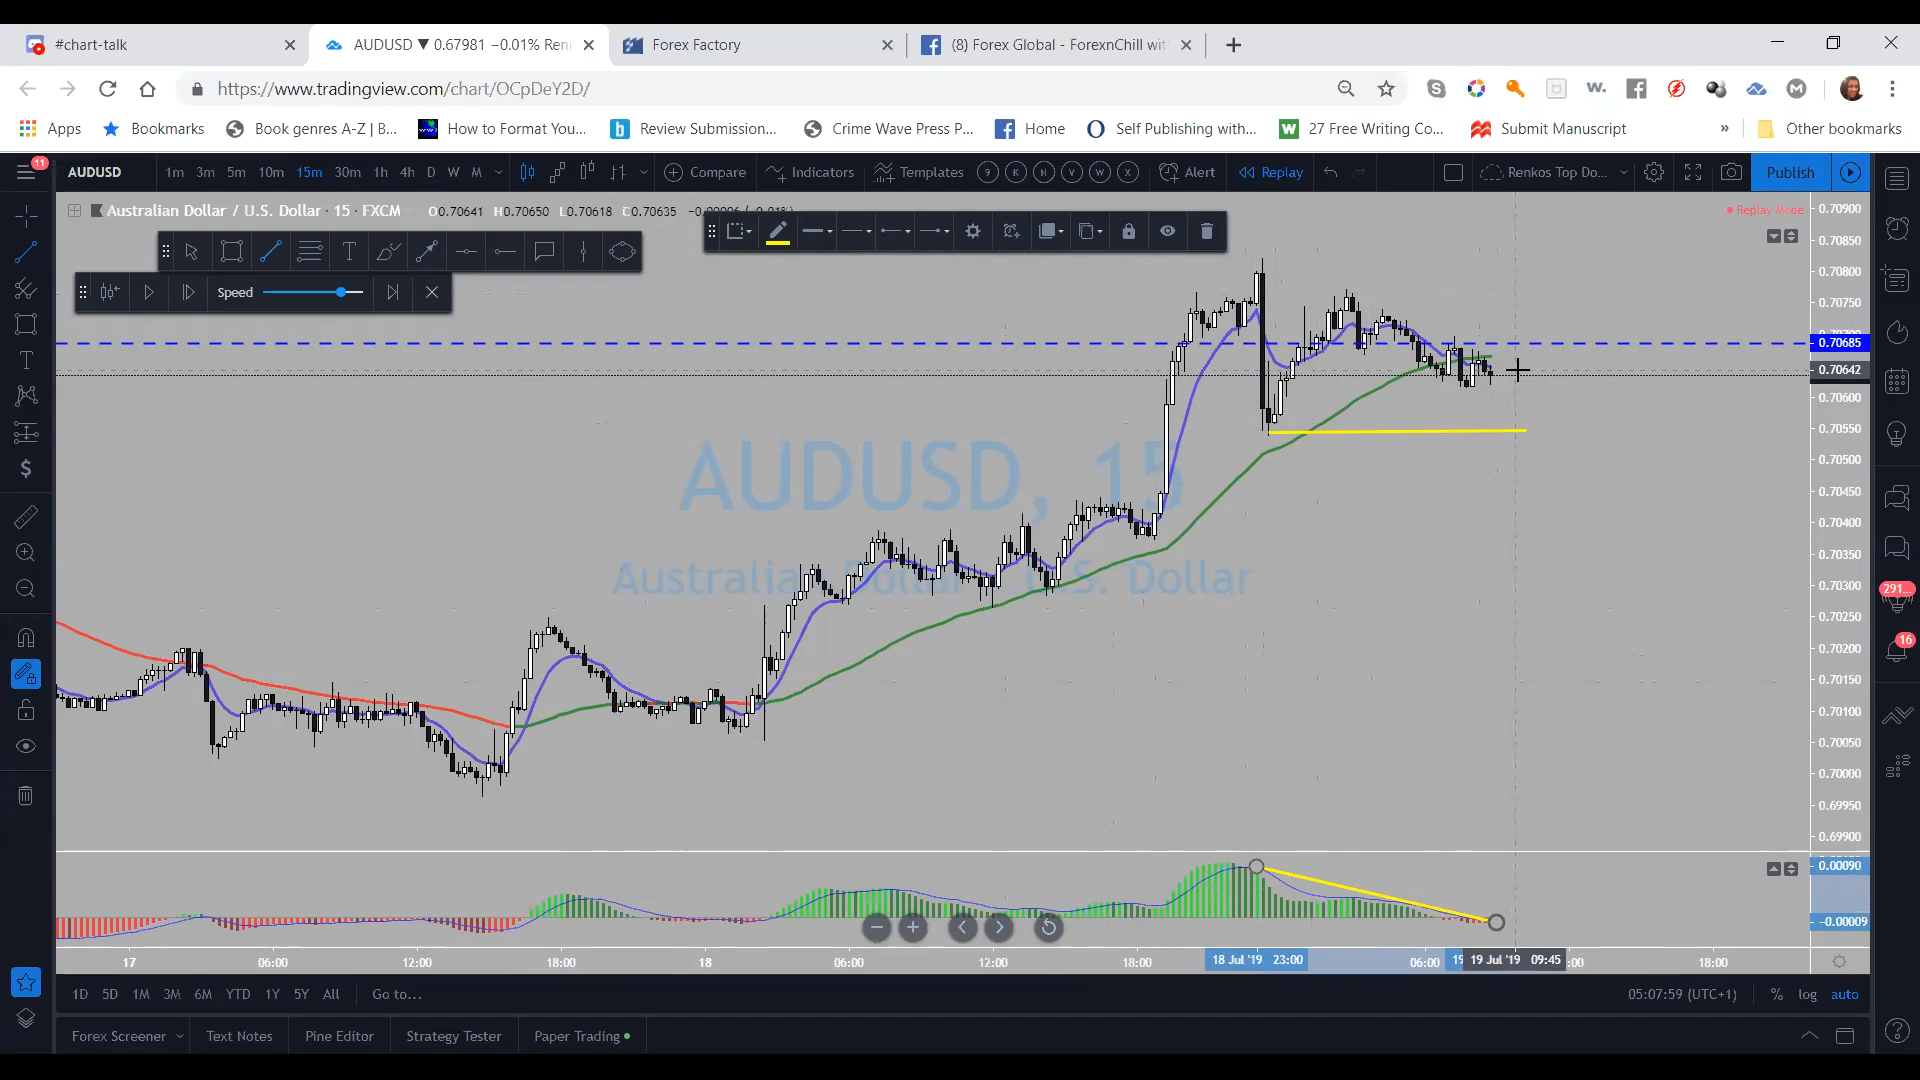 #chart-talk
AUDUSD ▼ 0.67981 −0.01% Ren
Forex Factory
(8) Forex Global - ForexnChill wit
https://www.tradingview.com/chart/OCpDeY2D/
Apps
Bookmarks
Book genres A-Z | B...
How to Format You...
Review Submission...
Crime Wave Press P...
Home
Self Publishing with...
27 Free Writing Co...
Submit Manuscript
»
Other bookmarks
11
AUDUSD
1m 3m 5m 10m 15m 30m 1h 4h D W M
Compare
Indicators
Templates
9 K N V W X
Alert
Replay
Renkos Top Do...
Publish
Australian Dollar / U.S. Dollar · 15 · FXCM
O0.70641 H0.70650 L0.70618 C0.70635
Replay Mode
Speed
0.70900
0.70850
0.70800
0.70750
0.70685
0.70642
0.70600
0.70550
0.70500
0.70450
0.70400
0.70350
0.70300
0.70250
0.70200
0.70150
0.70100
0.70050
0.70000
0.69950
0.69900
0.00090
−0.00009
AUDUSD, 15
Australian Dollar / U.S. Dollar
291...
16
17 06:00 12:00 18:00 18 06:00 12:00 18:00 18 Jul '19 23:00 06:00 19 Jul '19 09:45 :00 18:00
1D 5D 1M 3M 6M YTD 1Y 5Y All Go to...
05:07:59 (UTC+1) % log auto
Forex Screener Text Notes Pine Editor Strategy Tester Paper Trading